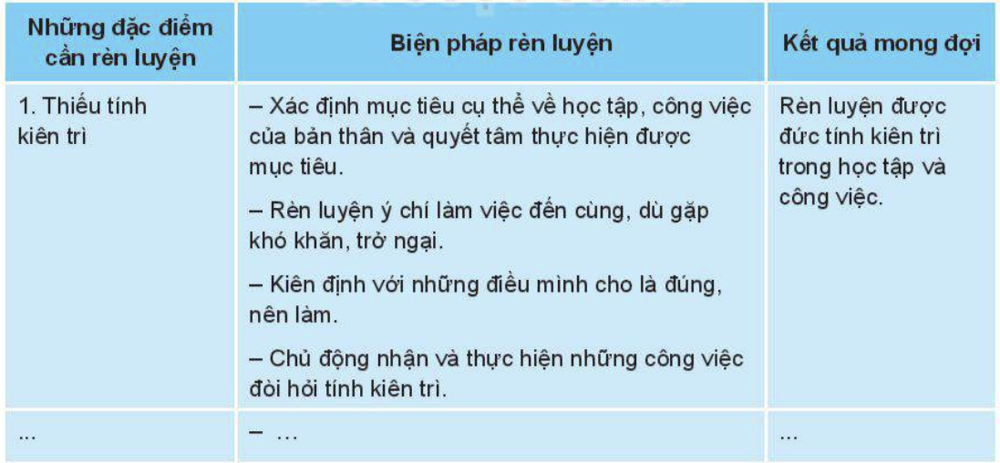 Những đặc điểm
cần rèn luyện
Biện pháp rèn luyện
Kết quả mong đợi
1. Thiếu tính
kiên trì
– Xác định mục tiêu cụ thể về học tập, công việc
của bản thân và quyết tâm thực hiện được
mục tiêu.
– Rèn luyện ý chí làm việc đến cùng, dù gặp
khó khăn, trở ngại.
– Kiên định với những điều mình cho là đúng,
nên làm.
– Chủ động nhận và thực hiện những công việc
đòi hỏi tính kiên trì.
Rèn luyện được
đức tính kiên trì
trong học tập và
công việc.
...
– ...
...